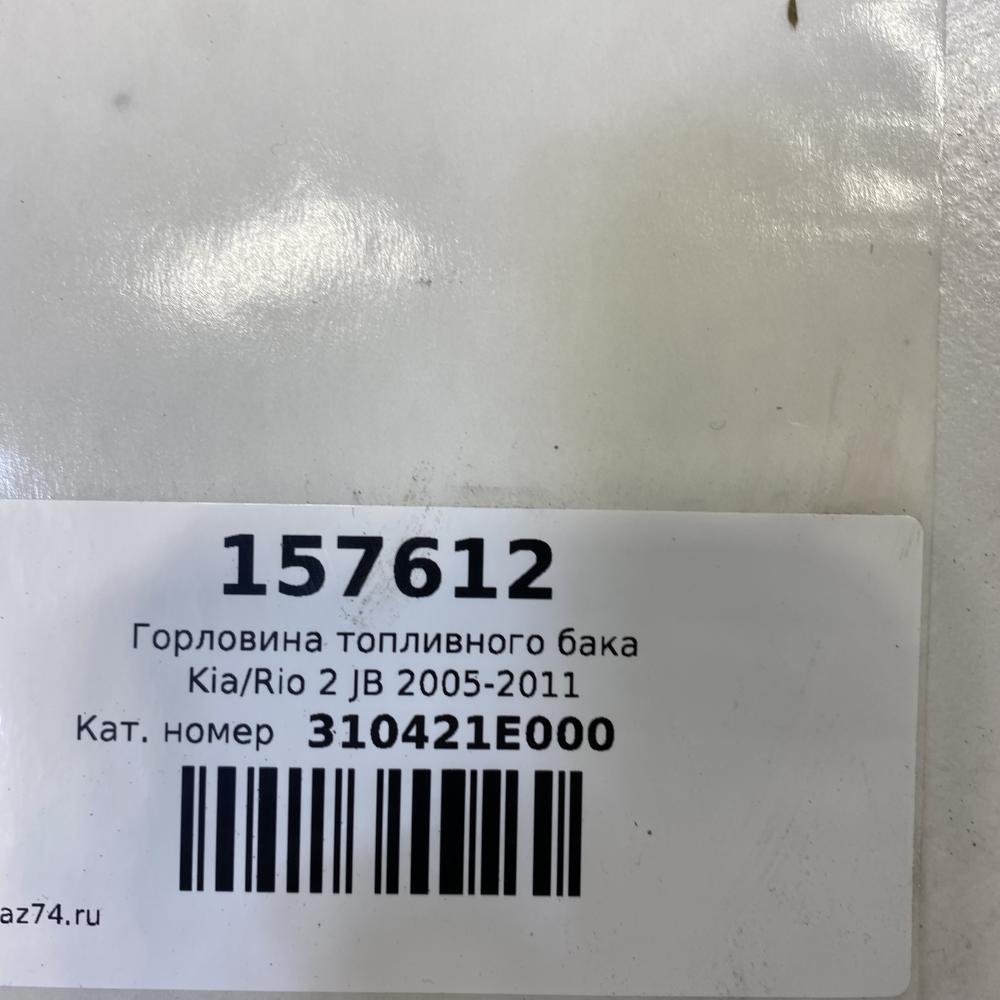 157612
Горловина топливного бака
Kia/Rio 2 JB 2005-2011
Кат. номер 310421E000
az74.ru